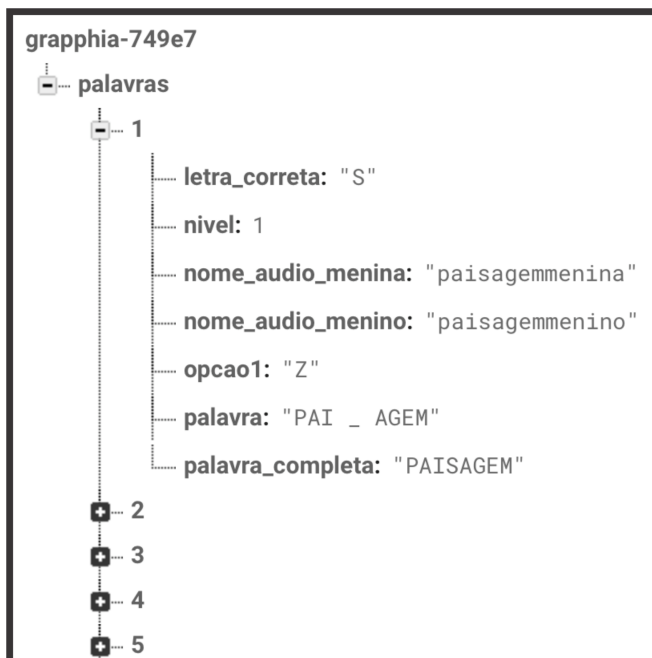 grapphia-749e7
palavras
1
letra_correta: "S"
nivel: 1
nome_audio_menina: "paisagemmenina"
nome_audio_menino: "paisagemmenino"
opcao1: "Z"
palavra: "PAI _ AGEM"
palavra_completa: "PAISAGEM"
2
3
4
5